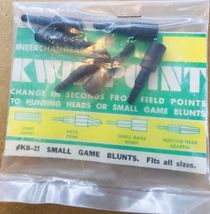 INTERCHANGEABLE
KWI POINT
CHANGE IN SECONDS FROM FIELD POINTS
TO HUNTING HEADS OR SMALL GAME BLUNTS
FIELD
POINT
SMALL GAME
BLUNT
HUNTING HEAD
ADAPTER
#KB-21 SMALL GAME BLUNTS. Fits all sizes.